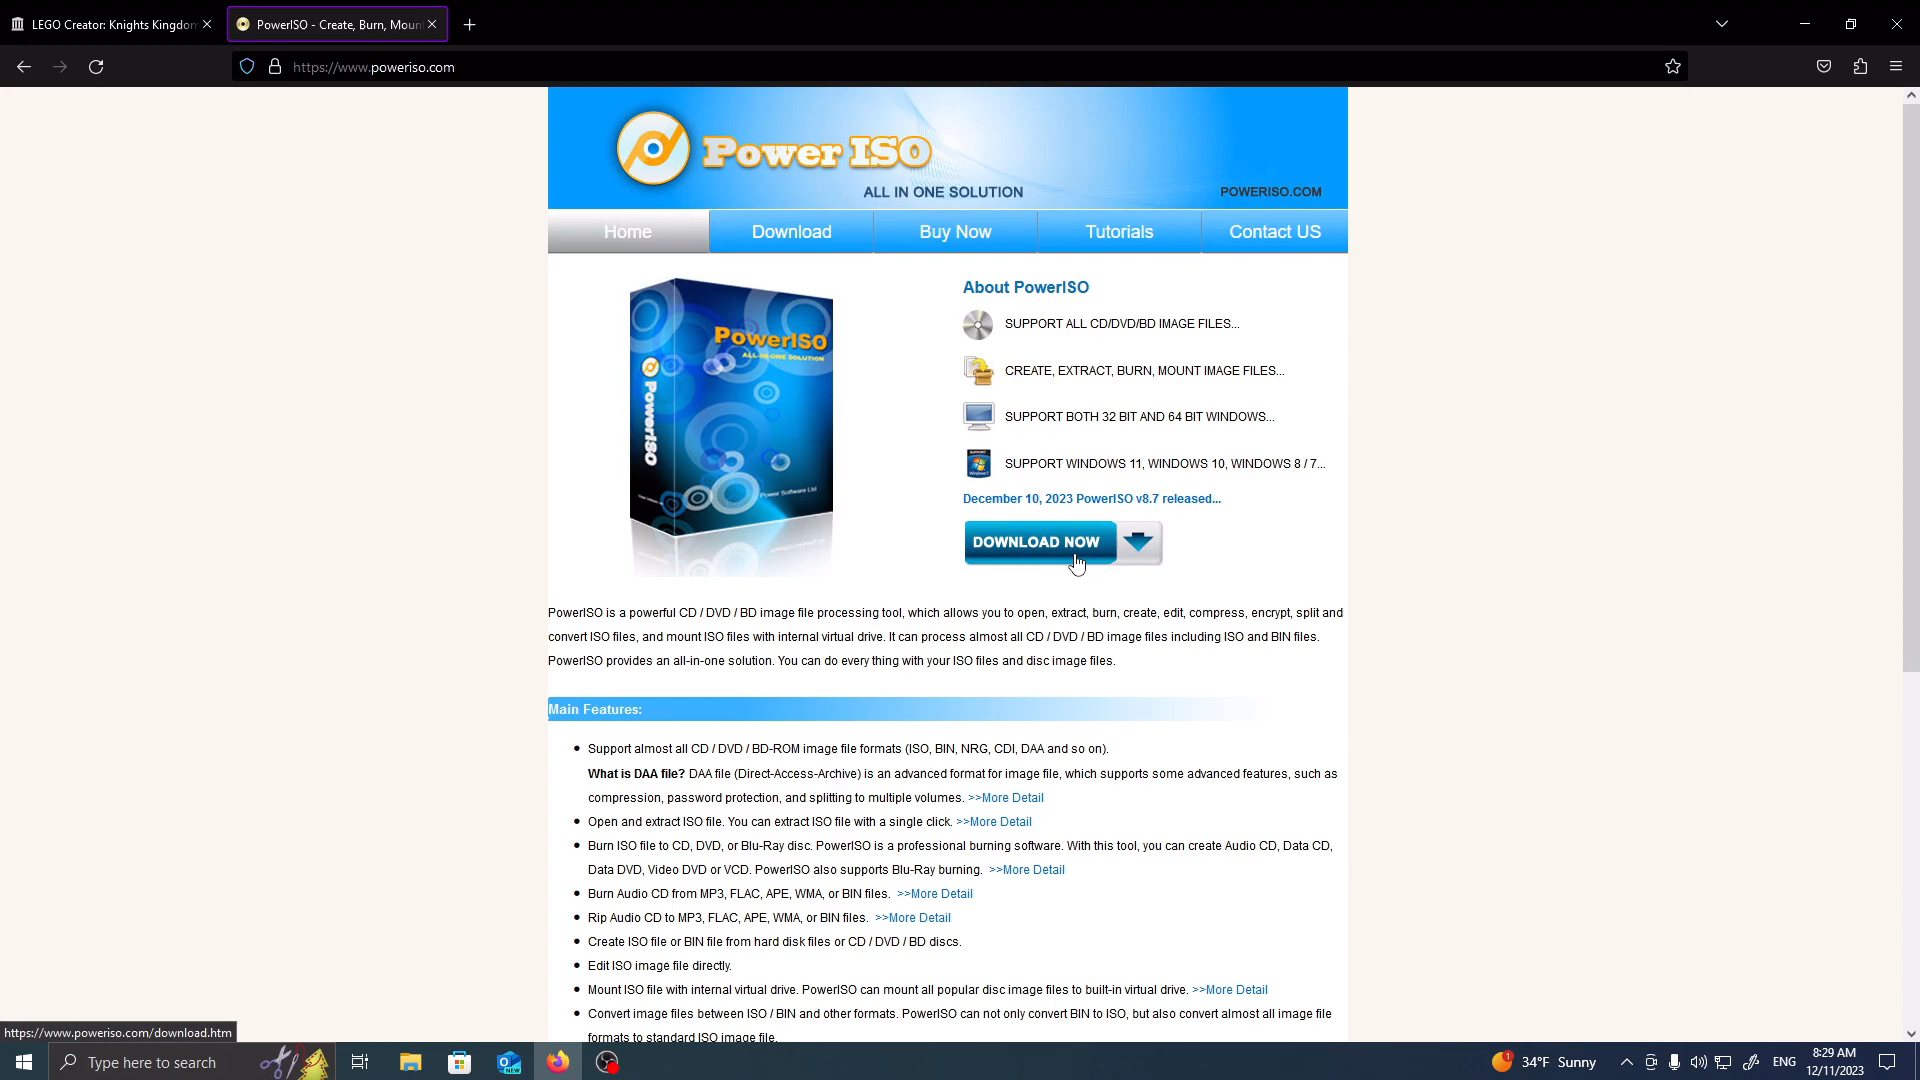 LEGO Creator: Knights Kingdon
PowerISO - Create, Burn, Moun
https://www.poweriso.com
Power ISO
ALL IN ONE SOLUTION
POWERISO.COM
Home
Download
Buy Now
Tutorials
Contact US
PowerISO
ALL-IN-ONE SOLUTION
PowerISO
Power Software Ltd
About PowerISO
SUPPORT ALL CD/DVD/BD IMAGE FILES...
CREATE, EXTRACT, BURN, MOUNT IMAGE FILES...
SUPPORT BOTH 32 BIT AND 64 BIT WINDOWS...
SUPPORT WINDOWS 11, WINDOWS 10, WINDOWS 8 / 7...
December 10, 2023 PowerISO v8.7 released...
DOWNLOAD NOW
PowerISO is a powerful CD / DVD / BD image file processing tool, which allows you to open, extract, burn, create, edit, compress, encrypt, split and
convert ISO files, and mount ISO files with internal virtual drive. It can process almost all CD / DVD / BD image files including ISO and BIN files.
PowerISO provides an all-in-one solution. You can do every thing with your ISO files and disc image files.
Main Features:
• Support almost all CD / DVD / BD-ROM image file formats (ISO, BIN, NRG, CDI, DAA and so on).
What is DAA file? DAA file (Direct-Access-Archive) is an advanced format for image file, which supports some advanced features, such as
compression, password protection, and splitting to multiple volumes. >>More Detail
• Open and extract ISO file. You can extract ISO file with a single click. >>More Detail
• Burn ISO file to CD, DVD, or Blu-Ray disc. PowerISO is a professional burning software. With this tool, you can create Audio CD, Data CD,
Data DVD, Video DVD or VCD. PowerISO also supports Blu-Ray burning. >>More Detail
• Burn Audio CD from MP3, FLAC, APE, WMA, or BIN files. >>More Detail
• Rip Audio CD to MP3, FLAC, APE, WMA, or BIN files. >>More Detail
• Create ISO file or BIN file from hard disk files or CD / DVD / BD discs.
• Edit ISO image file directly.
• Mount ISO file with internal virtual drive. PowerISO can mount all popular disc image files to built-in virtual drive. >>More Detail
• Convert image files between ISO / BIN and other formats. PowerISO can not only convert BIN to ISO, but also convert almost all image file
formats to standard ISO image file.
https://www.poweriso.com/download.htm
Type here to search
NEW
1
34°F Sunny
ENG
8:29 AM
12/11/2023